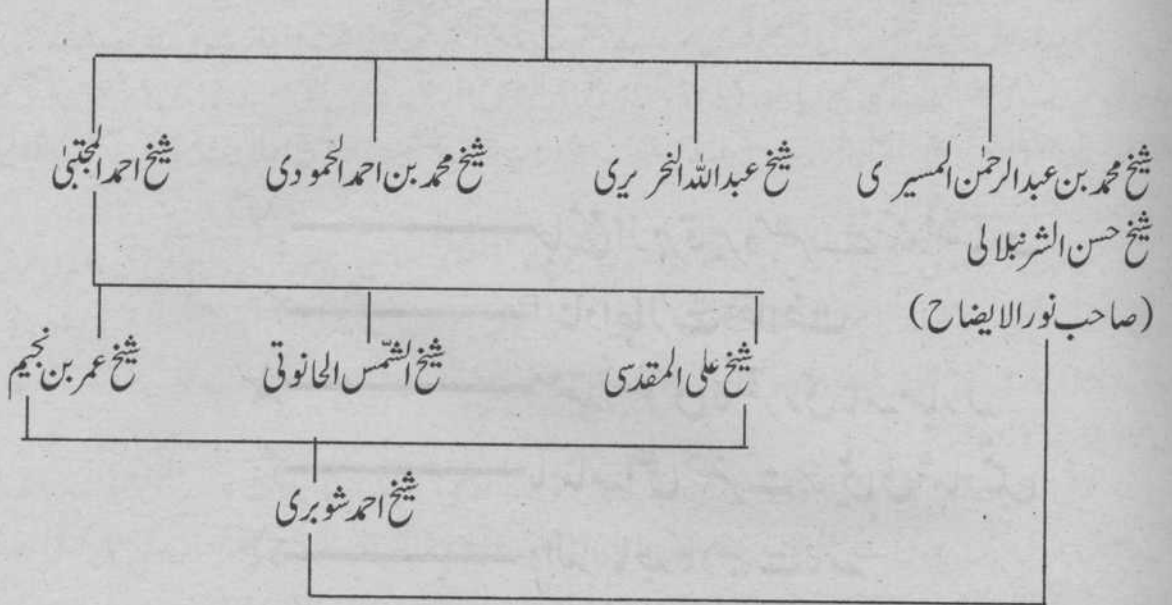 شیخ محمد بن عبدالرحمٰن المسیری شیخ عبداللہ النحریری شیخ محمد بن احمد الحمودی شیخ احمد المجتبیٰ
شیخ حسن الشرنبلالی
(صاحب نورالایضاح)
شیخ علی المقدسی شیخ الشمّس الحانوتی شیخ عمر بن نجیم
شیخ احمد شوبری